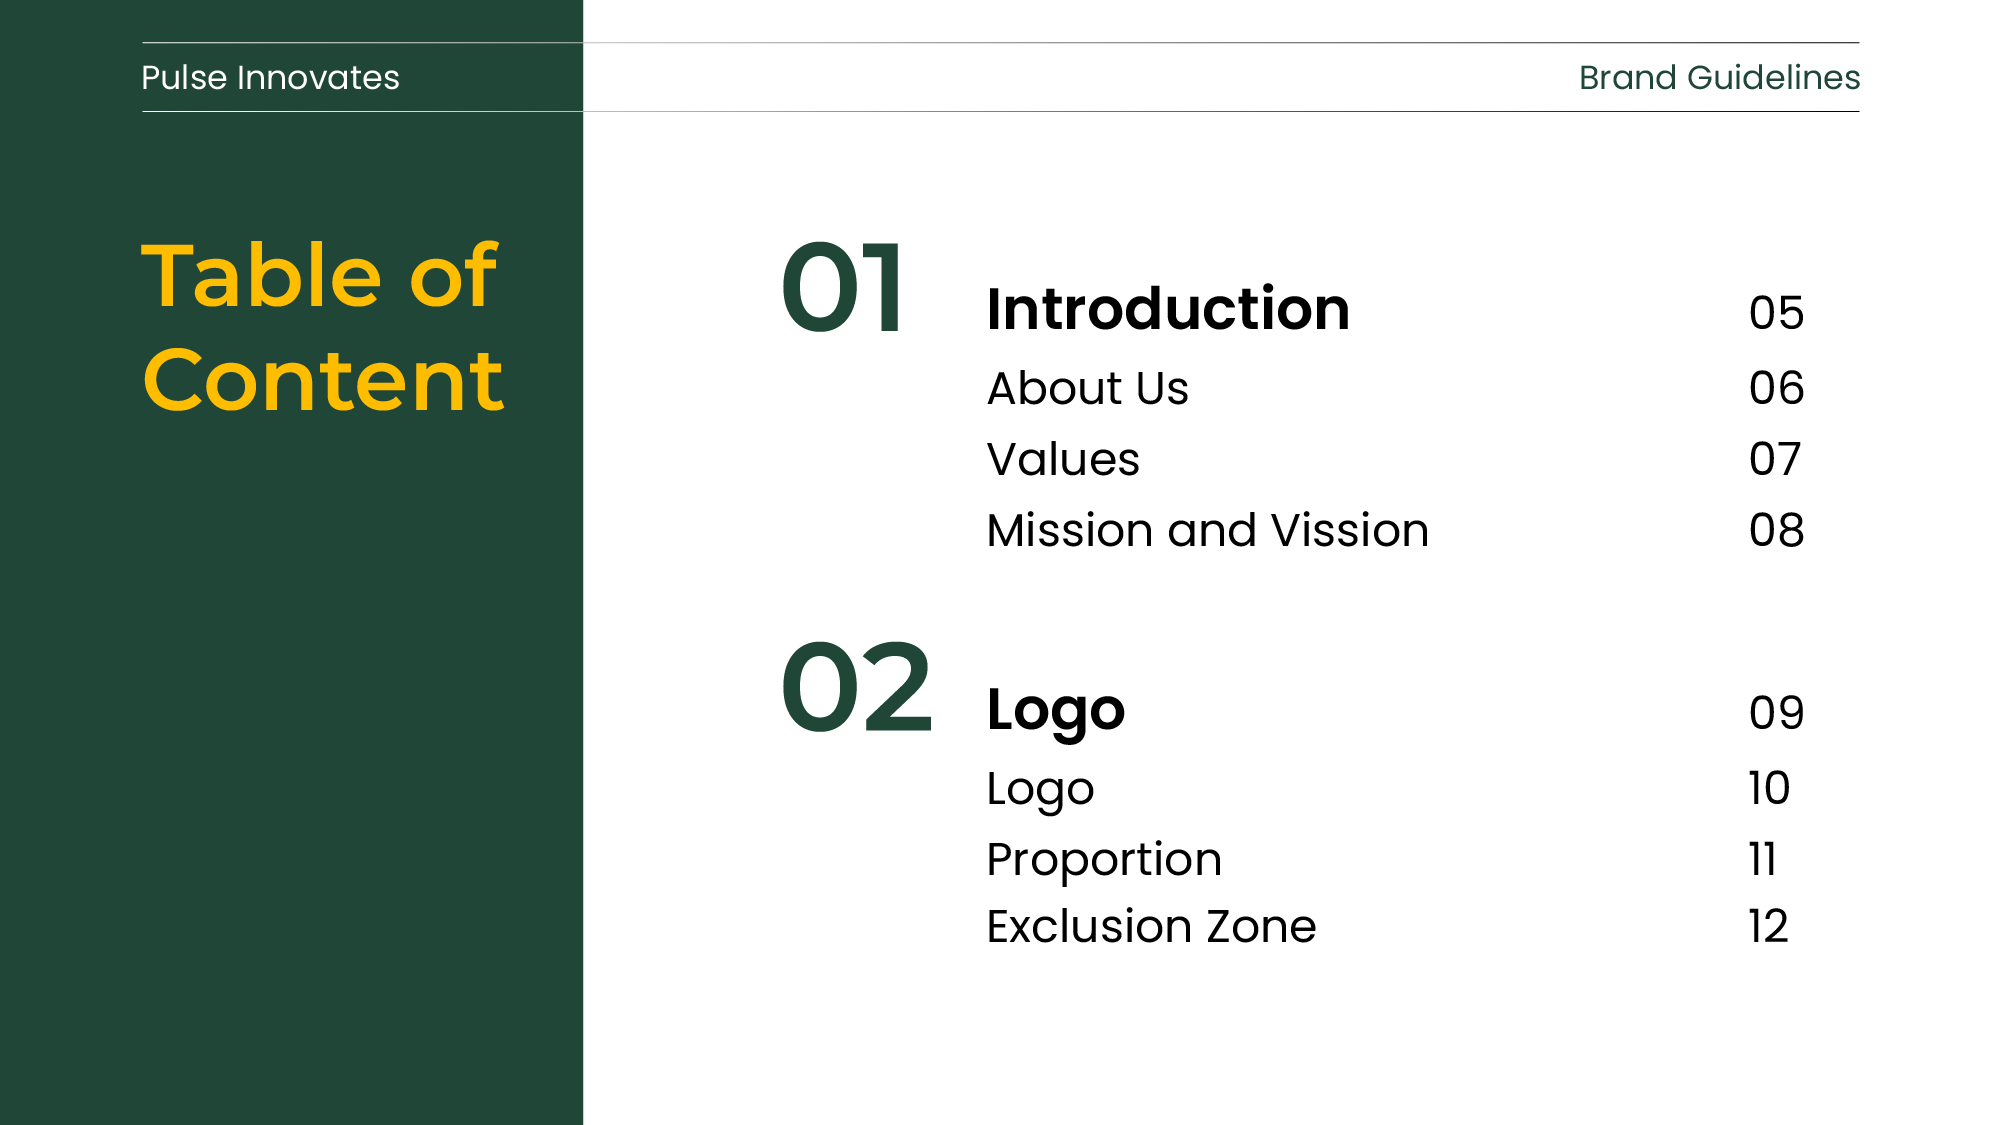 Pulse Innovates
Brand Guidelines
Table of
Content
01 Introduction 05
About Us 06
Values 07
Mission and Vission 08
02 Logo 09
Logo 10
Proportion 11
Exclusion Zone 12